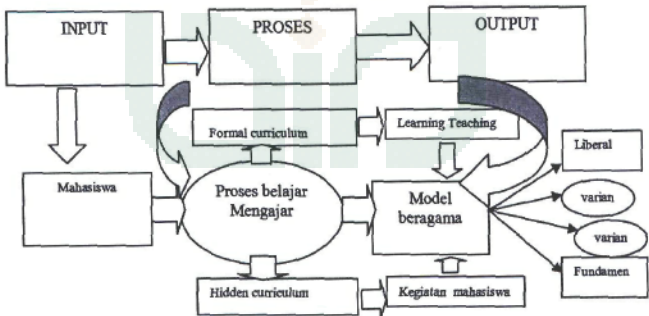 INPUT
PROSES
OUTPUT
Formal curriculum
Learning Teaching
Liberal
Mahasiswa
Proses belajar
Mengajar
Model
beragama
varian
varian
Fundamen
Hidden curriculum
Kegiatan mahasiswa